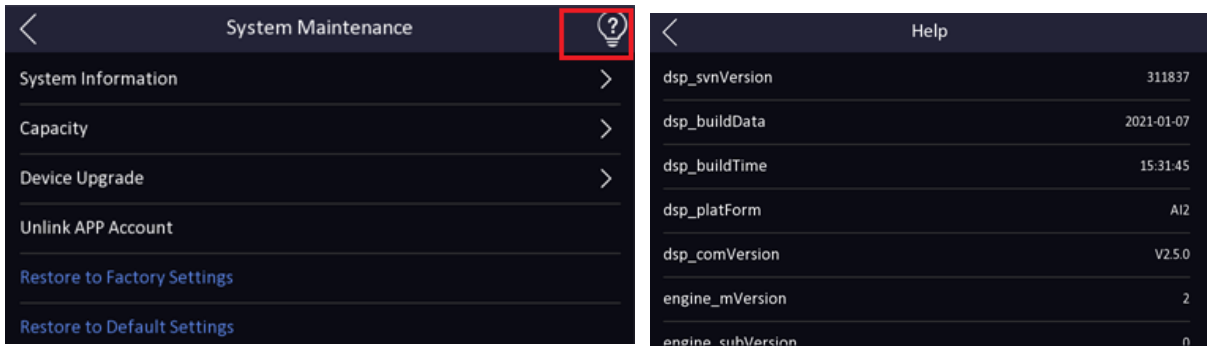 System Maintenance
System Information
Capacity
Device Upgrade
Unlink APP Account
Restore to Factory Settings
Restore to Default Settings
Help
dsp_svnVersion 311837
dsp_buildData 2021-01-07
dsp_buildTime 15:31:45
dsp_platForm AI2
dsp_comVersion V2.5.0
engine_mVersion 2
engine_subVersion 0